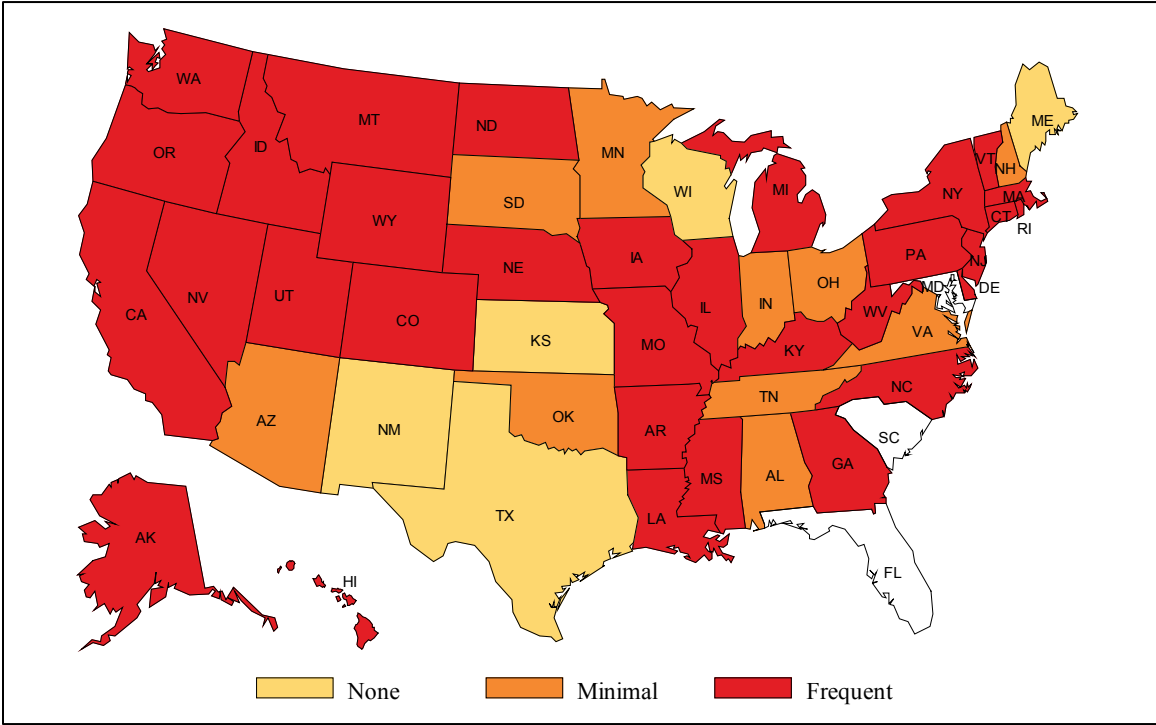 WA
MT
ND
MN
ME
OR
ID
VT
NH
WI
MI
NY
MA
SD
WY
CT
RI
IA
PA
NJ
NE
OH
MD
DE
NV
UT
IN
IL
CA
CO
WV
VA
KS
MO
KY
NC
TN
AZ
NM
OK
AR
SC
GA
MS
AL
TX
LA
AK
FL
HI
None Minimal Frequent